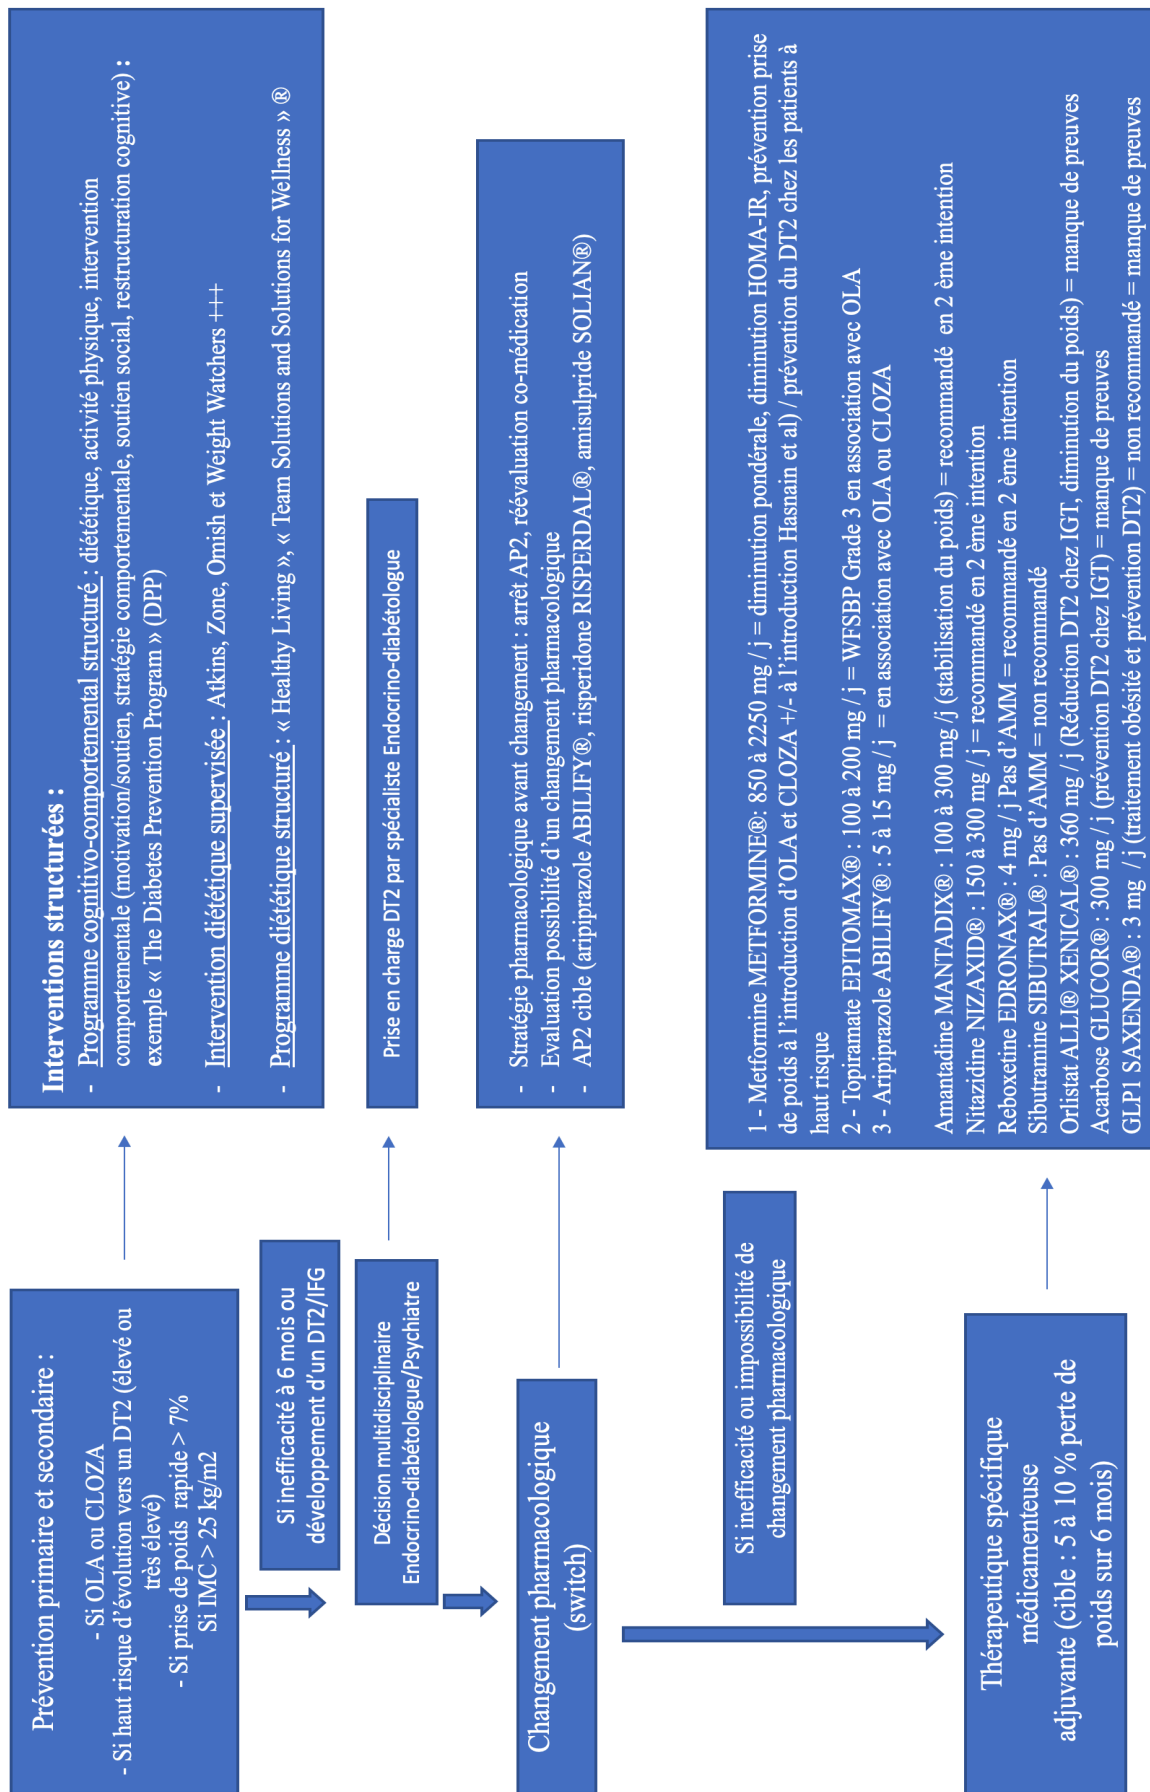 Prévention primaire et secondaire :
- Si OLA ou CLOZA
- Si haut risque d'évolution vers un DT2 (élevé ou
très élevé)
- Si prise de poids rapide > 7%
Si IMC > 25 kg/m2
Interventions structurées :
- Programme cognitivo-comportemental structuré : diététique, activité physique, intervention
comportementale (motivation/soutien, stratégie comportementale, soutien social, restructuration cognitive) :
exemple « The Diabetes Prevention Program » (DPP)
- Intervention diététique supervisée : Atkins, Zone, Ornish et Weight Watchers +++
- Programme diététique structuré : « Healthy Living », « Team Solutions and Solutions for Wellness » ®
Si inefficacité à 6 mois ou
développement d'un DT2/IFG
Décision multidisciplinaire
Endocrino-diabétologue/Psychiatre
Prise en charge DT2 par spécialiste Endocrino-diabétologue
Changement pharmacologique
(switch)
- Stratégie pharmacologique avant changement : arrêt AP2, réévaluation co-médication
- Evaluation possibilité d'un changement pharmacologique
- AP2 cible (aripiprazole ABILIFY®, risperidone RISPERDAL®, amisulpride SOLIAN®)
Si inefficacité ou impossibilité de
changement pharmacologique
Thérapeutique spécifique
médicamenteuse
adjuvante (cible : 5 à 10 % perte de
poids sur 6 mois)
1 - Metformine METFORMINE®: 850 à 2250 mg / j = diminution pondérale, diminution HOMA-IR, prévention prise
de poids à l'introduction d'OLA et CLOZA +/- à l'introduction Hasnain et al) / prévention du DT2 chez les patients à
haut risque
2 - Topiramate EPITOMAX® : 100 à 200 mg / j = WFSBP Grade 3 en association avec OLA
3 - Aripiprazole ABILIFY® : 5 à 15 mg / j = en association avec OLA ou CLOZA
Amantadine MANTADIX® : 100 à 300 mg /j (stabilisation du poids) = recommandé en 2 ème intention
Nitazidine NIZAXID® : 150 à 300 mg / j = recommandé en 2 ème intention
Reboxetine EDRONAX® : 4 mg / j Pas d'AMM = recommandé en 2 ème intention
Sibutramine SIBUTRAL® : Pas d'AMM = non recommandé
Orlistat ALLI® XENICAL® : 360 mg / j (Réduction DT2 chez IGT, diminution du poids) = manque de preuves
Acarbose GLUCOR® : 300 mg / j (prévention DT2 chez IGT) = manque de preuves
GLP1 SAXENDA® : 3 mg / j (traitement obésité et prévention DT2) = non recommandé = manque de preuves